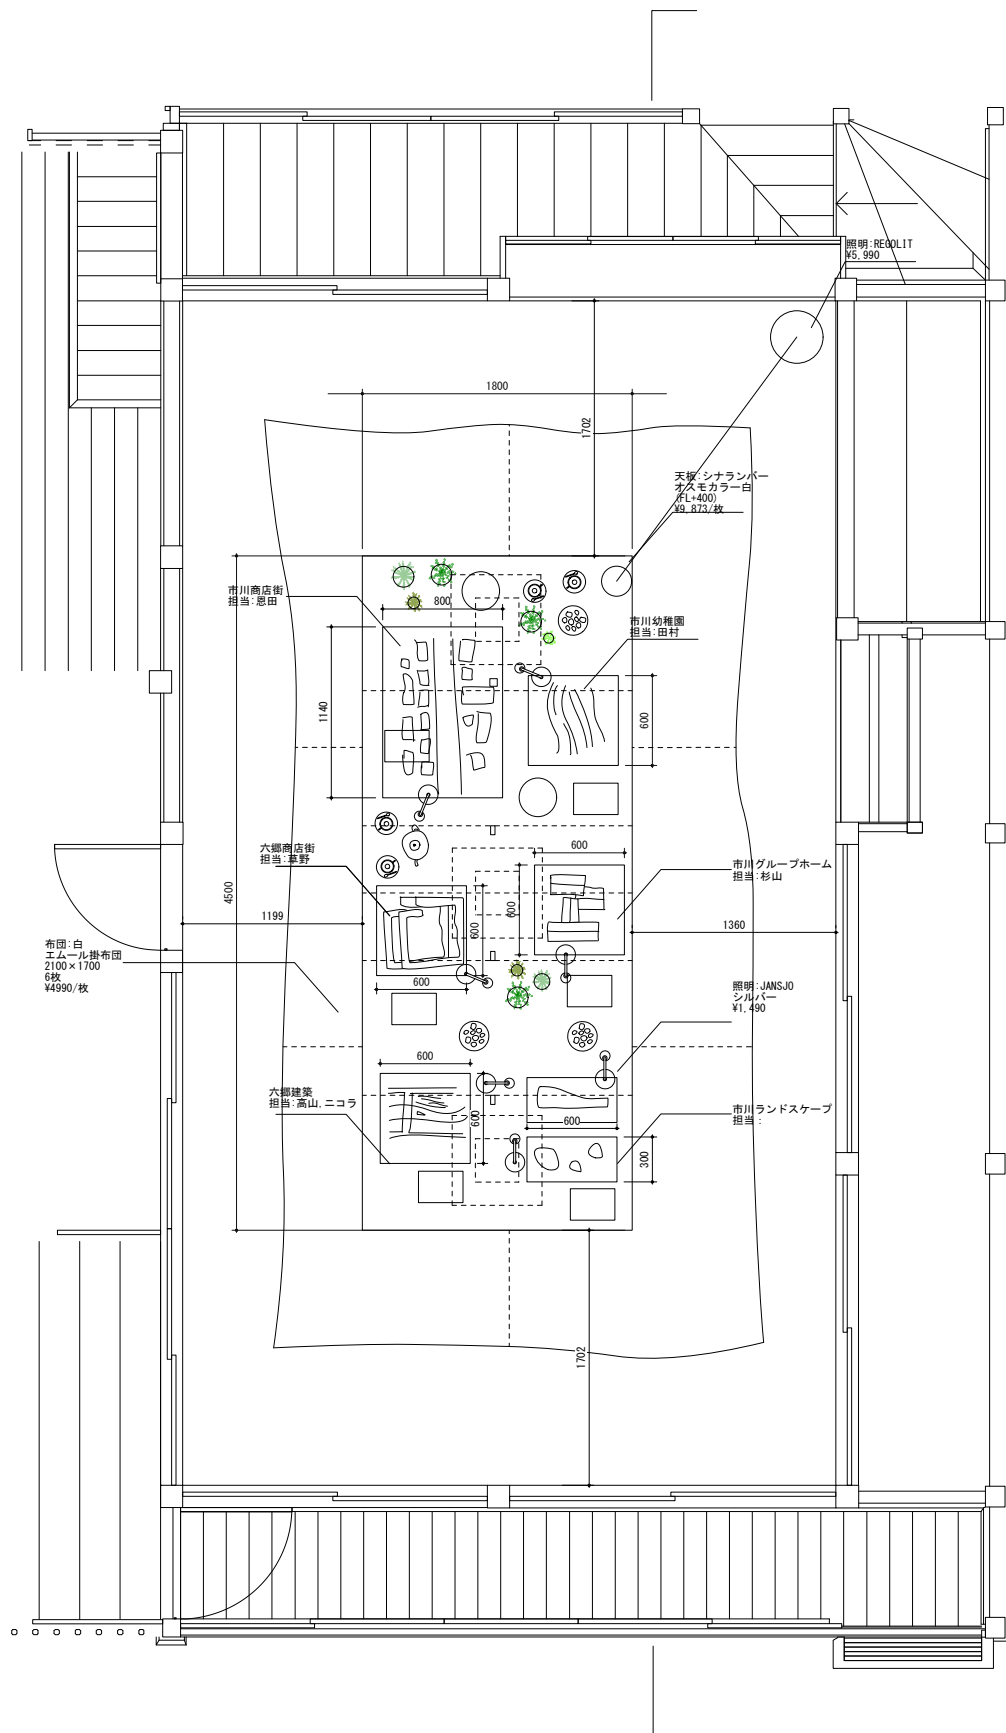 照明:REGOLIT
¥5,990
1800
1702
天板:シナランバー
オスモカラー白
(FL+400)
¥9,873/枚
市川商店街
担当:恩田
800
市川幼稚園
担当:田村
1140
600
六郷商店街
担当:草野
600
市川グループホーム
担当:杉山
4500
600
600
1199
1360
布団:白
エムール掛布団
2100×1700
6枚
¥4990/枚
600
照明:JANSJO
シルバー
¥1,490
600
六郷建築
担当:高山,ニコラ
600
600
市川ランドスケープ
担当:
300
1702